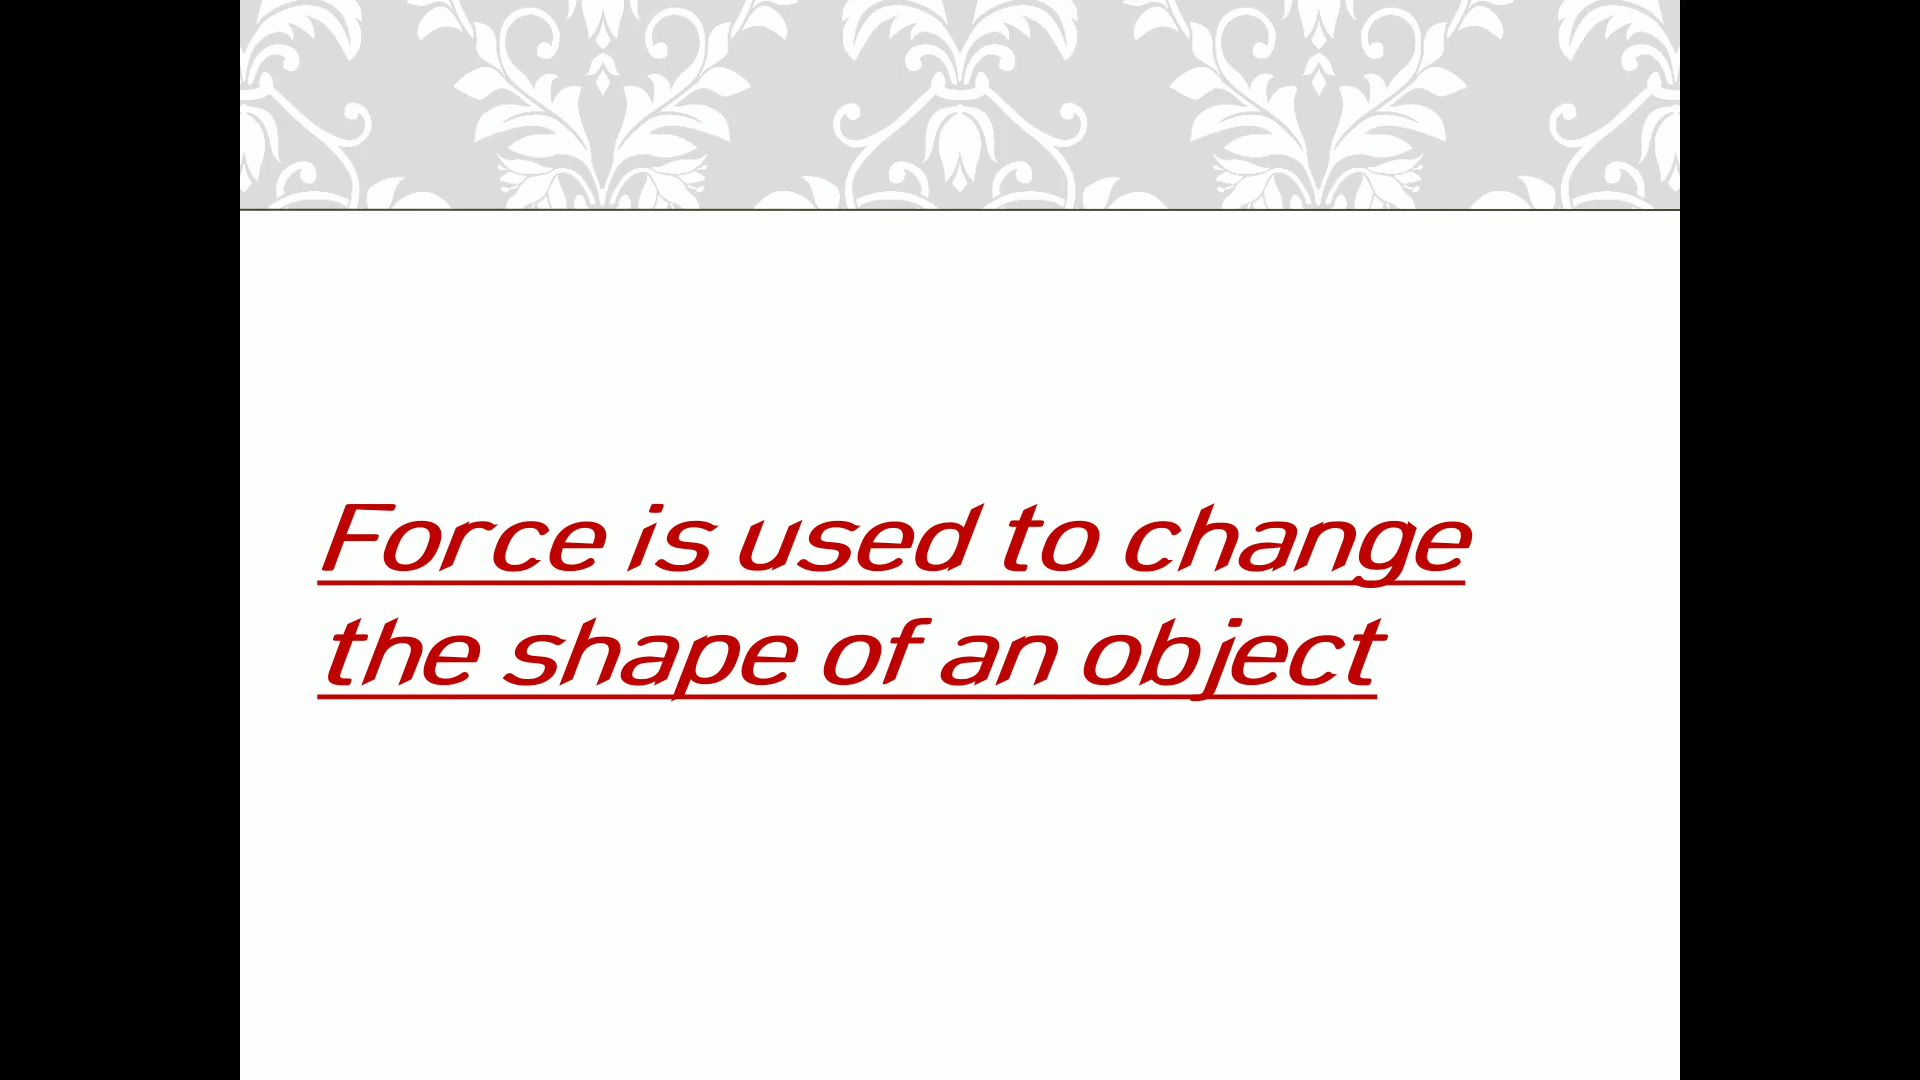 Force is used to change
the shape of an object